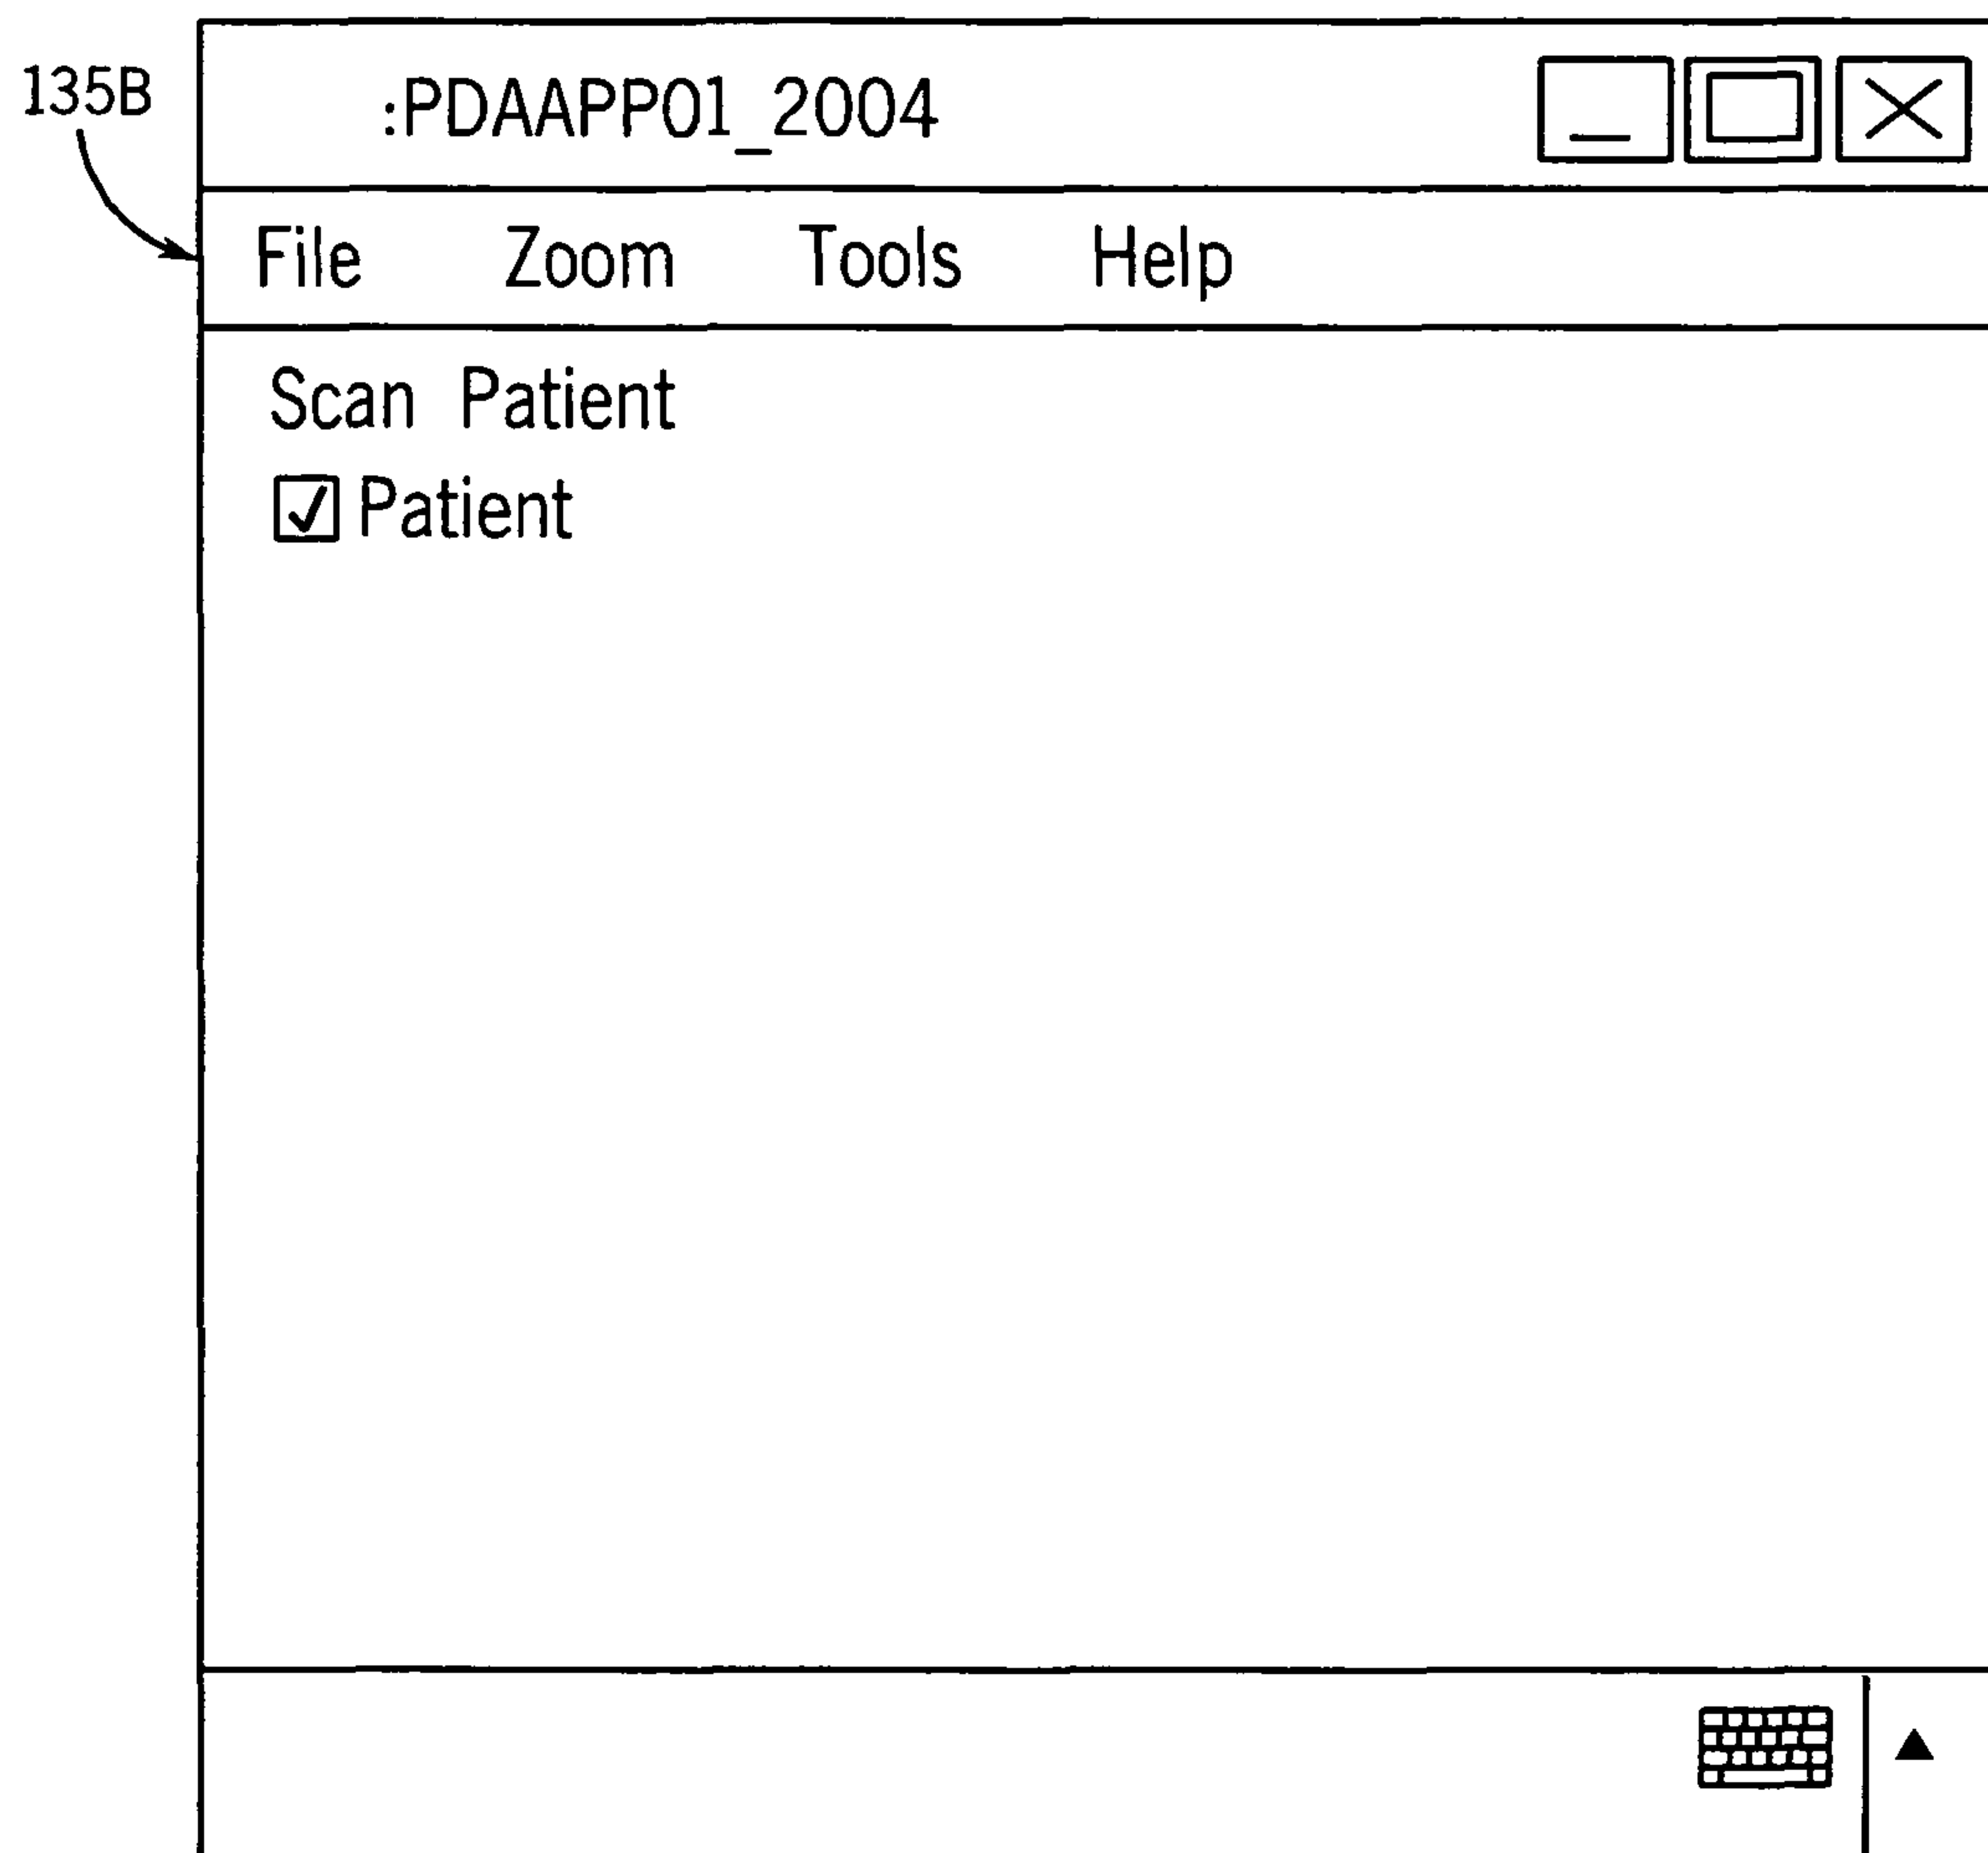 135B
:PDAAPP01_2004
File Zoom Tools Help
Scan Patient
Patient